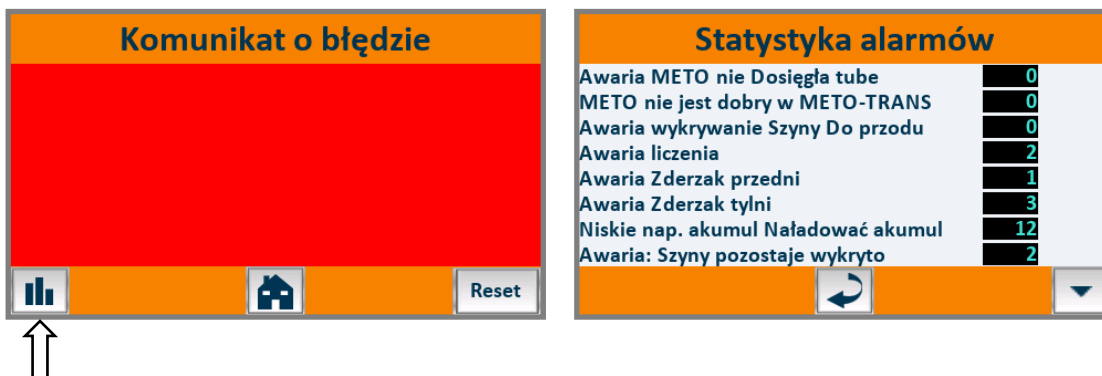 Komunikat o błędzie
Reset
Statystyka alarmów
Awaria METO nie Dosięgła tube 0
METO nie jest dobry w METO-TRANS 0
Awaria wykrywanie Szyny Do przodu 0
Awaria liczenia 2
Awaria Zderzak przedni 1
Awaria Zderzak tylni 3
Niskie nap. akumul Naładować akumul 12
Awaria: Szyny pozostaje wykryto 2